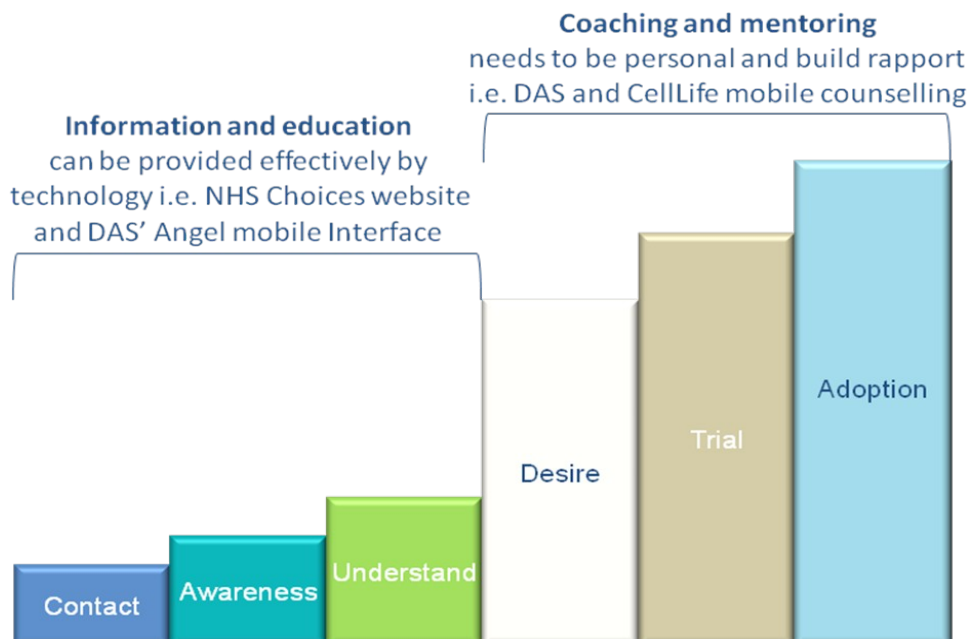 Coaching and mentoring
needs to be personal and build rapport
i.e. DAS and CellLife mobile counselling
Information and education
can be provided effectively by
technology i.e. NHS Choices website
and DAS’ Angel mobile Interface
Contact
Awareness
Understand
Desire
Trial
Adoption